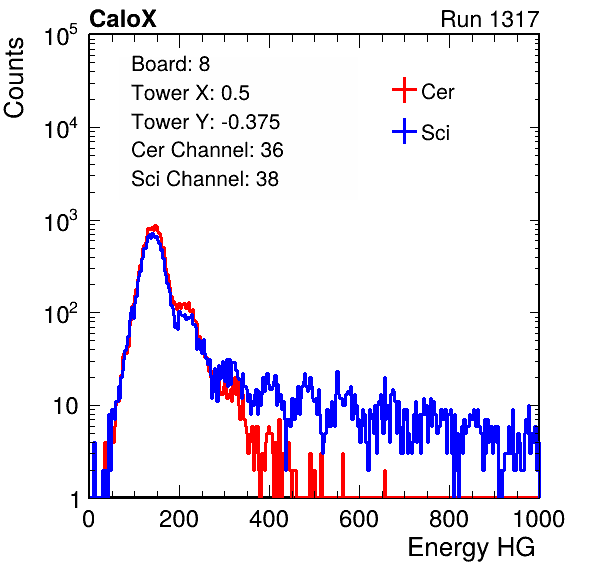 CaloX Run 1317
Counts
10^5
10^4
10^3
10^2
10
1
Board: 8
Tower X: 0.5
Tower Y: -0.375
Cer Channel: 36
Sci Channel: 38
Cer
Sci
0 200 400 600 800 1000
Energy HG